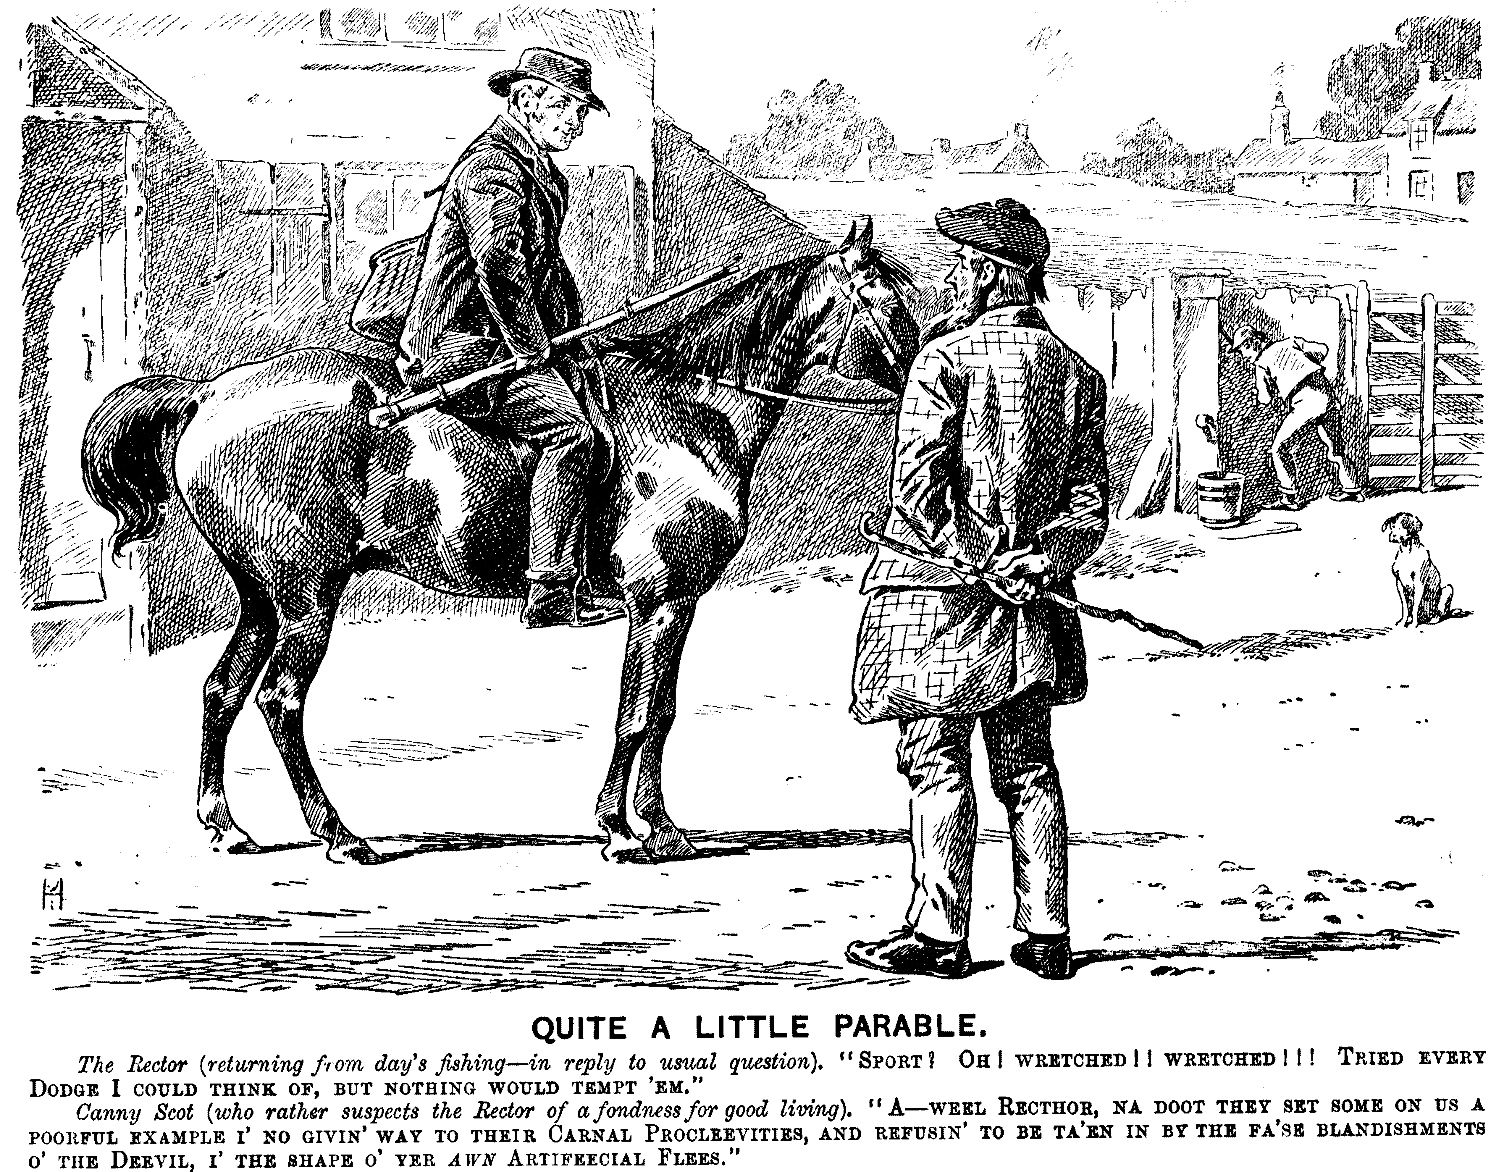 QUITE A LITTLE PARABLE.
The Rector (returning from day's fishing—in reply to usual question). "SPORT? OH! WRETCHED!! WRETCHED!!! TRIED EVERY
DODGE I COULD THINK OF, BUT NOTHING WOULD TEMPT 'EM."
Canny Scot (who rather suspects the Rector of a fondness for good living). "A—WEEL RECTHOR, NA DOOT THEY SET SOME ON US A
POORFUL EXAMPLE I' NO GIVIN' WAY TO THEIR CARNAL PROCLEEVITIES, AND REFUSIN' TO BE TA'EN IN BY THE FA'SE BLANDISHMENTS
O' THE DEEVIL, I' THE SHAPE O' YER AWN ARTIFEECIAL FLEES."